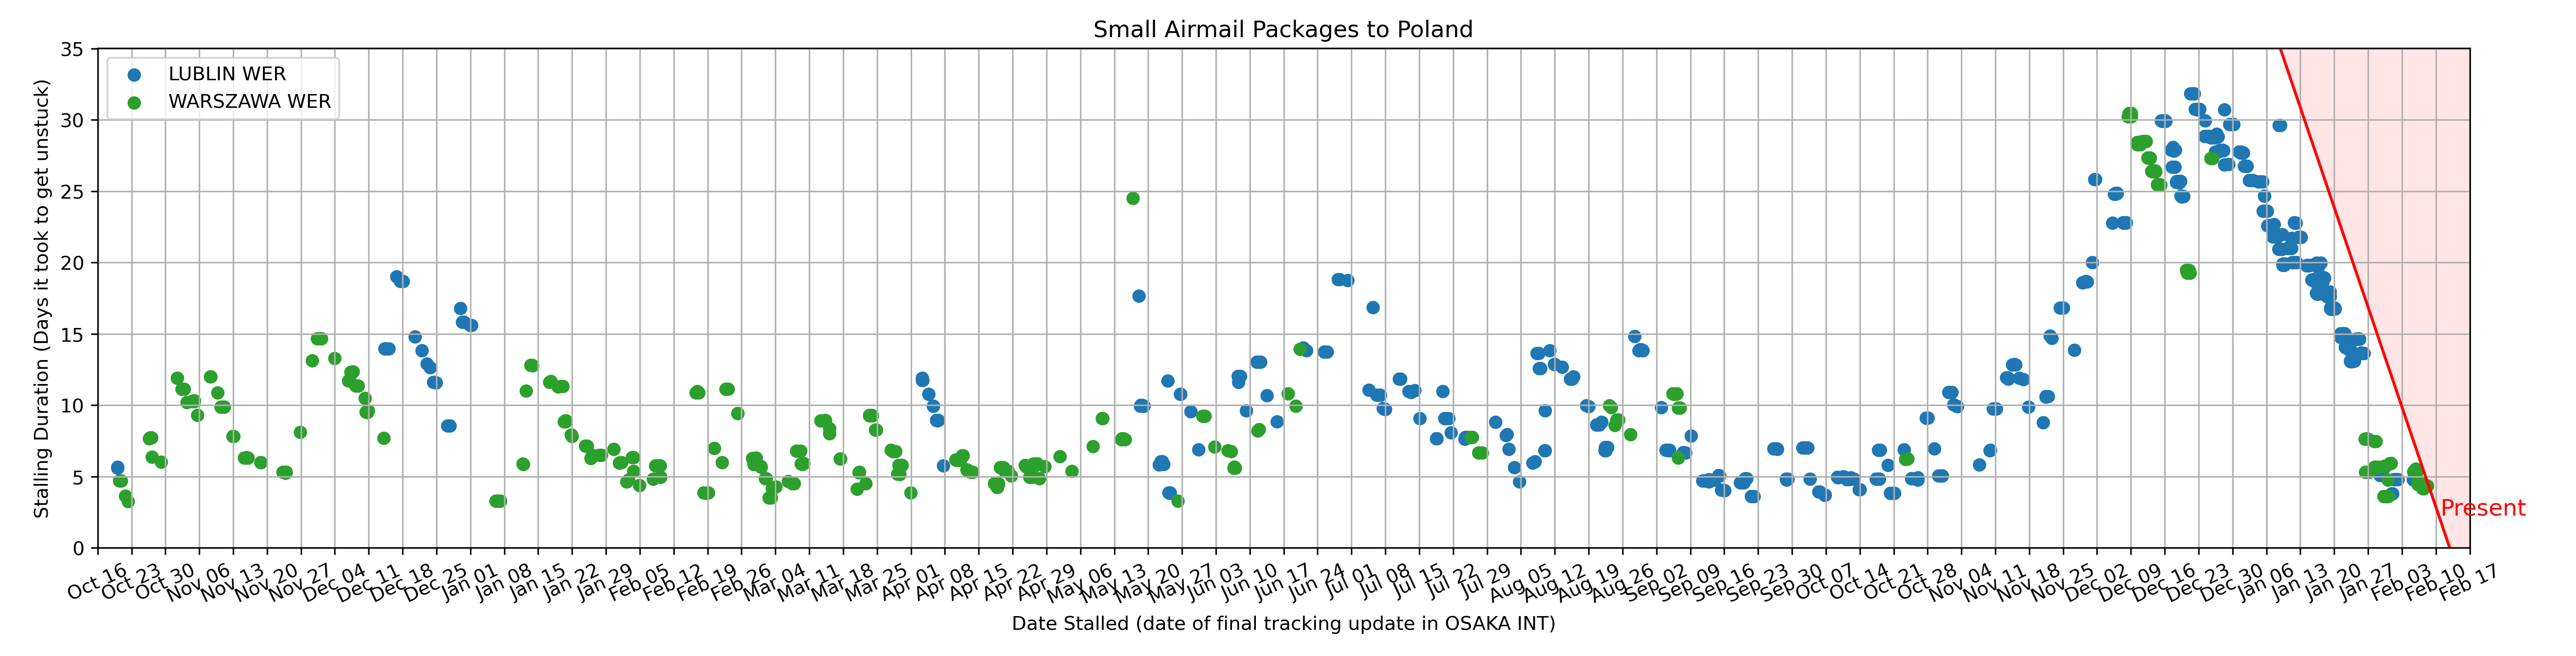 Small Airmail Packages to Poland
35
30
25
20
15
10
5
0
Stalling Duration (Days it took to get unstuck)
LUBLIN WER
WARSZAWA WER
Present
Oct 16
Oct 23
Oct 30
Nov 06
Nov 13
Nov 20
Nov 27
Dec 04
Dec 11
Dec 18
Dec 25
Jan 01
Jan 08
Jan 15
Jan 22
Jan 29
Feb 05
Feb 12
Feb 19
Feb 26
Mar 04
Mar 11
Mar 18
Mar 25
Apr 01
Apr 08
Apr 15
Apr 22
Apr 29
May 06
May 13
May 20
May 27
Jun 03
Jun 10
Jun 17
Jun 24
Jul 01
Jul 08
Jul 15
Jul 22
Jul 29
Aug 05
Aug 12
Aug 19
Aug 26
Sep 02
Sep 09
Sep 16
Sep 23
Sep 30
Oct 07
Oct 14
Oct 21
Oct 28
Nov 04
Nov 11
Nov 18
Nov 25
Dec 02
Dec 09
Dec 16
Dec 23
Dec 30
Jan 06
Jan 13
Jan 20
Jan 27
Feb 03
Feb 10
Feb 17
Date Stalled (date of final tracking update in OSAKA INT)